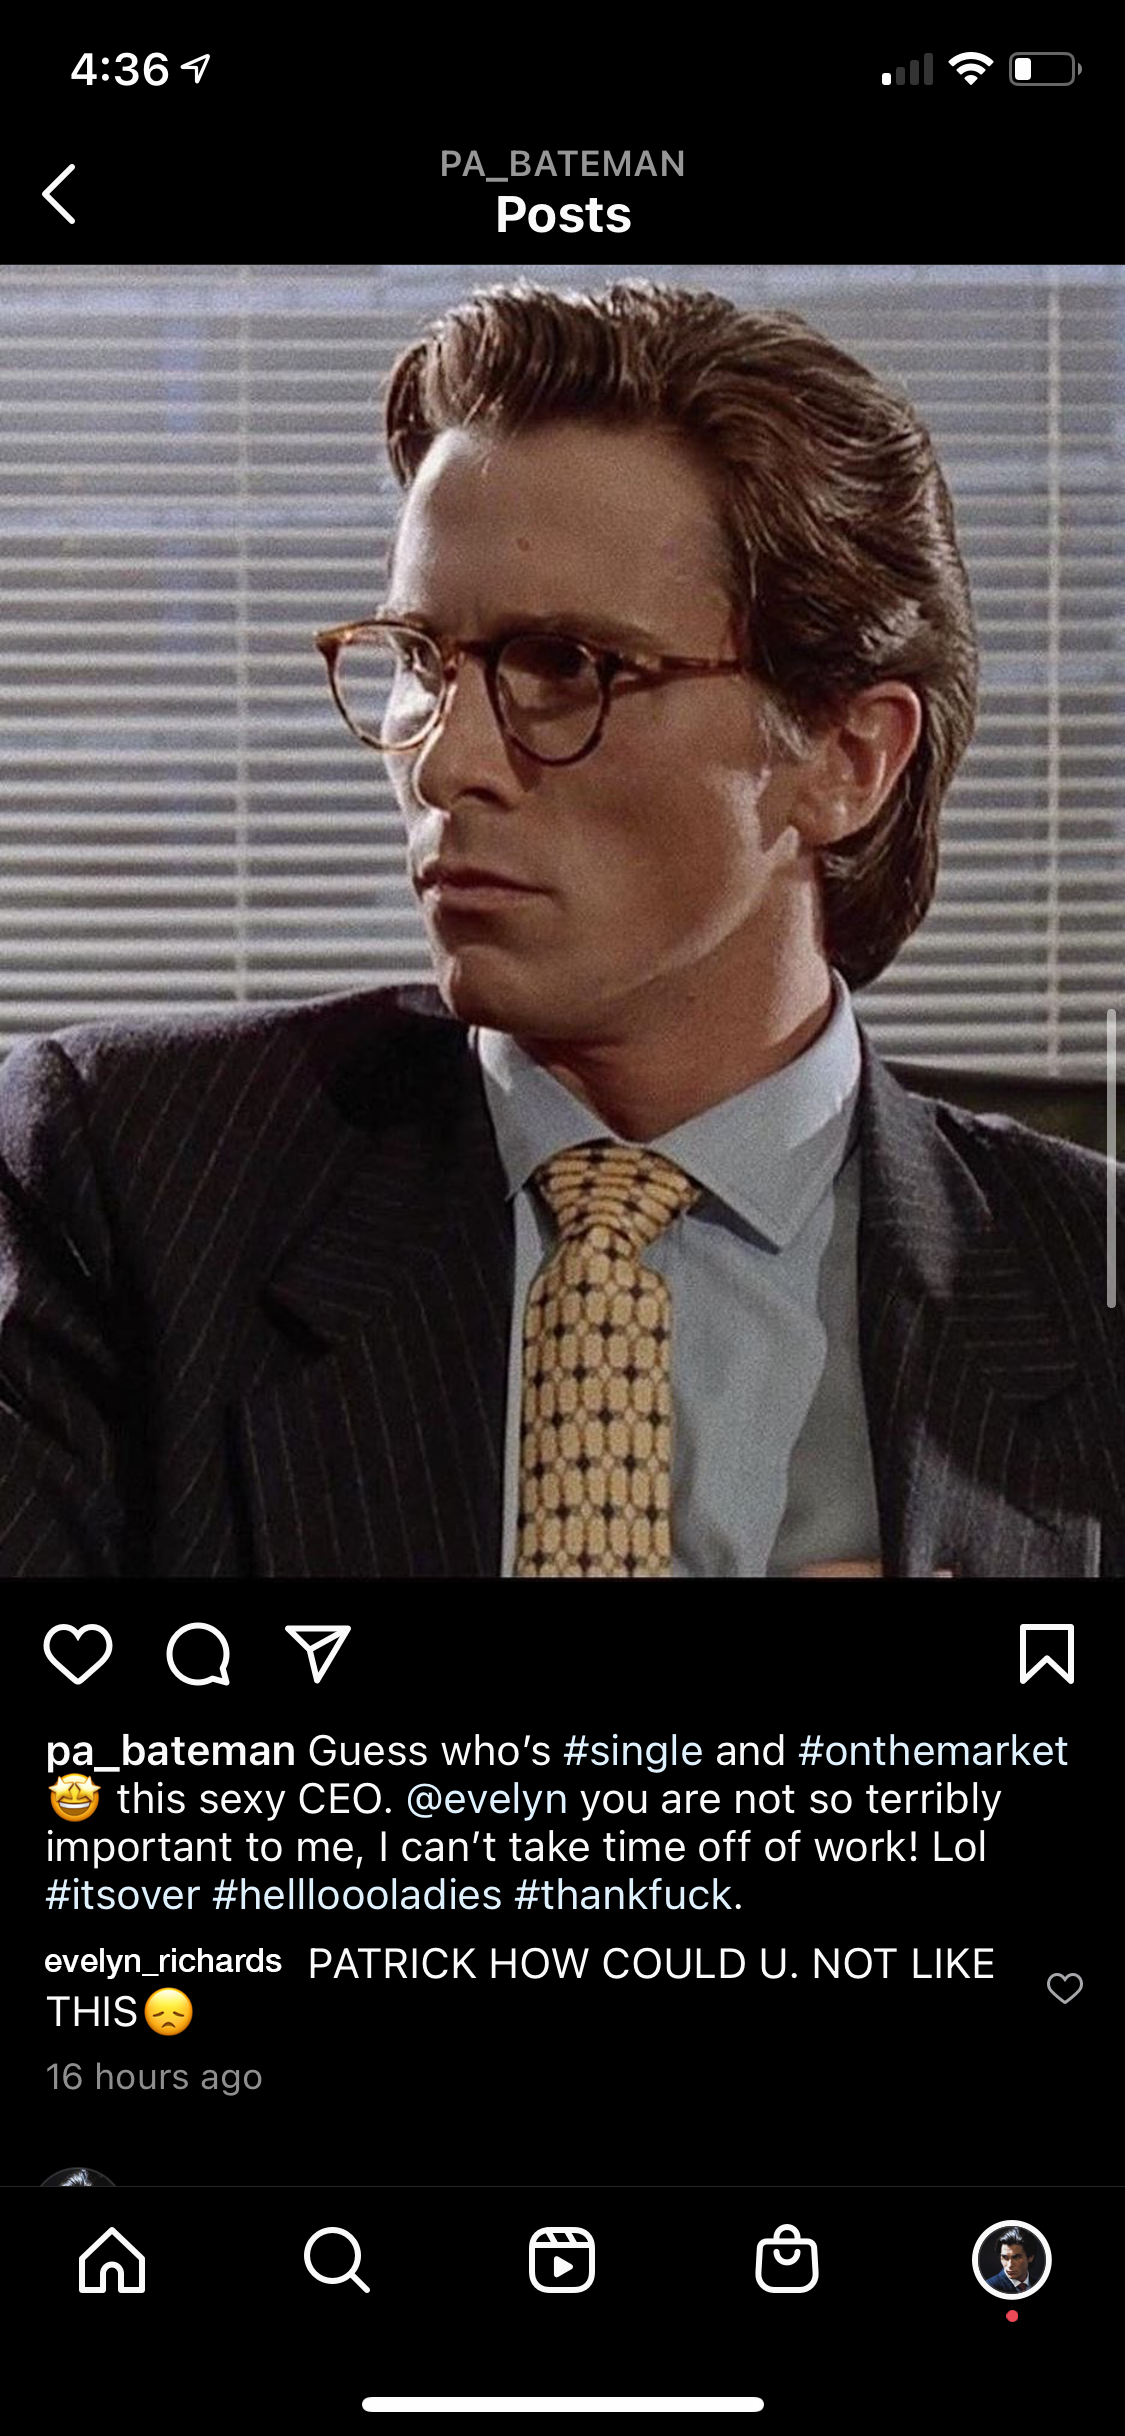 4:36
PA_BATEMAN
Posts
pa_bateman Guess who’s #single and #onthemarket
🤩 this sexy CEO. @evelyn you are not so terribly
important to me, I can’t take time off of work! Lol
#itsover #hellloooladies #thankfuck.
evelyn_richards PATRICK HOW COULD U. NOT LIKE
THIS😞
16 hours ago